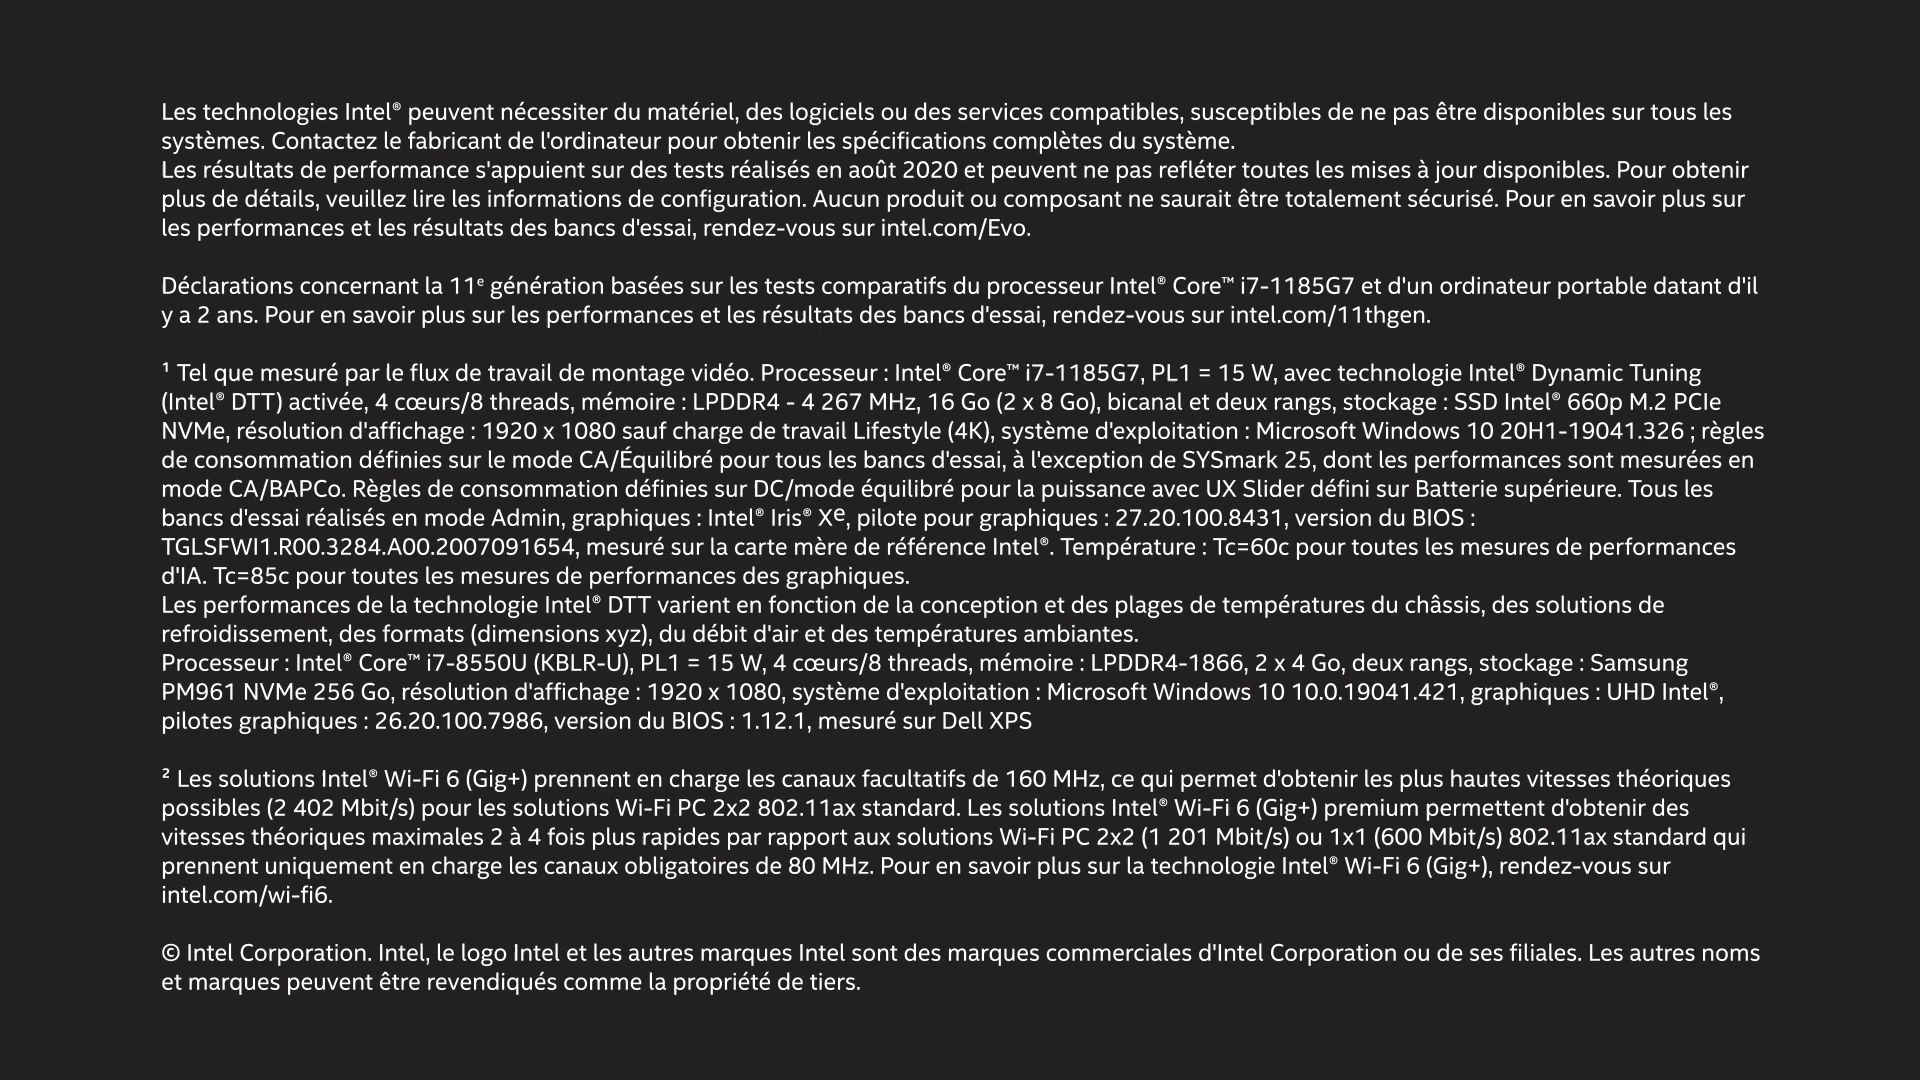 Les technologies Intel® peuvent nécessiter du matériel, des logiciels ou des services compatibles, susceptibles de ne pas être disponibles sur tous les
systèmes. Contactez le fabricant de l'ordinateur pour obtenir les spécifications complètes du système.
Les résultats de performance s'appuient sur des tests réalisés en août 2020 et peuvent ne pas refléter toutes les mises à jour disponibles. Pour obtenir
plus de détails, veuillez lire les informations de configuration. Aucun produit ou composant ne saurait être totalement sécurisé. Pour en savoir plus sur
les performances et les résultats des bancs d'essai, rendez-vous sur intel.com/Evo.
Déclarations concernant la 11ᵉ génération basées sur les tests comparatifs du processeur Intel® Core™ i7-1185G7 et d'un ordinateur portable datant d'il
y a 2 ans. Pour en savoir plus sur les performances et les résultats des bancs d'essai, rendez-vous sur intel.com/11thgen.
¹ Tel que mesuré par le flux de travail de montage vidéo. Processeur : Intel® Core™ i7-1185G7, PL1 = 15 W, avec technologie Intel® Dynamic Tuning
(Intel® DTT) activée, 4 cœurs/8 threads, mémoire : LPDDR4 - 4 267 MHz, 16 Go (2 x 8 Go), bicanal et deux rangs, stockage : SSD Intel® 660p M.2 PCIe
NVMe, résolution d'affichage : 1920 x 1080 sauf charge de travail Lifestyle (4K), système d'exploitation : Microsoft Windows 10 20H1-19041.326 ; règles
de consommation définies sur le mode CA/Équilibré pour tous les bancs d'essai, à l'exception de SYSmark 25, dont les performances sont mesurées en
mode CA/BAPCo. Règles de consommation définies sur DC/mode équilibré pour la puissance avec UX Slider défini sur Batterie supérieure. Tous les
bancs d'essai réalisés en mode Admin, graphiques : Intel® Iris® Xᵉ, pilote pour graphiques : 27.20.100.8431, version du BIOS :
TGLSFWI1.R00.3284.A00.2007091654, mesuré sur la carte mère de référence Intel®. Température : Tc=60c pour toutes les mesures de performances
d'IA. Tc=85c pour toutes les mesures de performances des graphiques.
Les performances de la technologie Intel® DTT varient en fonction de la conception et des plages de températures du châssis, des solutions de
refroidissement, des formats (dimensions xyz), du débit d'air et des températures ambiantes.
Processeur : Intel® Core™ i7-8550U (KBLR-U), PL1 = 15 W, 4 cœurs/8 threads, mémoire : LPDDR4-1866, 2 x 4 Go, deux rangs, stockage : Samsung
PM961 NVMe 256 Go, résolution d'affichage : 1920 x 1080, système d'exploitation : Microsoft Windows 10 10.0.19041.421, graphiques : UHD Intel®,
pilotes graphiques : 26.20.100.7986, version du BIOS : 1.12.1, mesuré sur Dell XPS
² Les solutions Intel® Wi-Fi 6 (Gig+) prennent en charge les canaux facultatifs de 160 MHz, ce qui permet d'obtenir les plus hautes vitesses théoriques
possibles (2 402 Mbit/s) pour les solutions Wi-Fi PC 2x2 802.11ax standard. Les solutions Intel® Wi-Fi 6 (Gig+) premium permettent d'obtenir des
vitesses théoriques maximales 2 à 4 fois plus rapides par rapport aux solutions Wi-Fi PC 2x2 (1 201 Mbit/s) ou 1x1 (600 Mbit/s) 802.11ax standard qui
prennent uniquement en charge les canaux obligatoires de 80 MHz. Pour en savoir plus sur la technologie Intel® Wi-Fi 6 (Gig+), rendez-vous sur
intel.com/wi-fi6.
© Intel Corporation. Intel, le logo Intel et les autres marques Intel sont des marques commerciales d'Intel Corporation ou de ses filiales. Les autres noms
et marques peuvent être revendiqués comme la propriété de tiers.